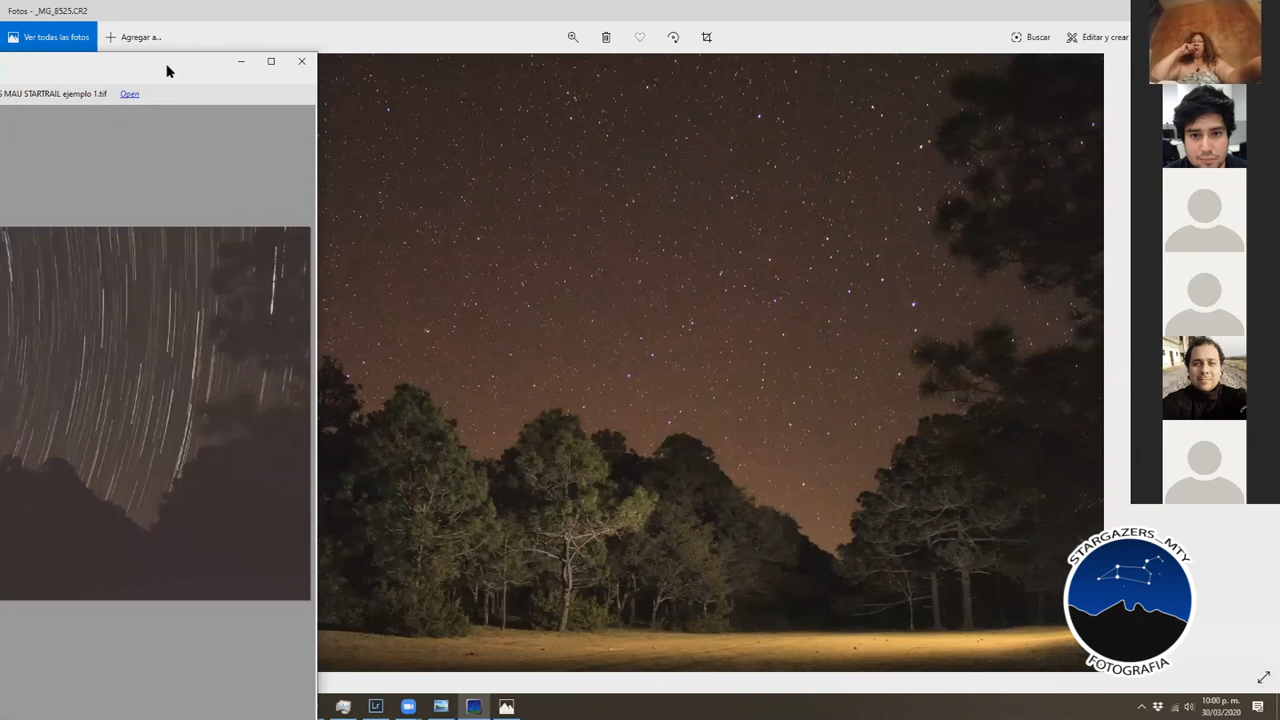 Fotos - _MG_8525.CR2
Ver todas las fotos
Agregar a..
Buscar
Editar y crear
S MAU STARTRAIL ejemplo 1.tif
Open
STARGAZERS_MTY
FOTOGRAFIA
Lr
10:00 p. m.
30/03/2020